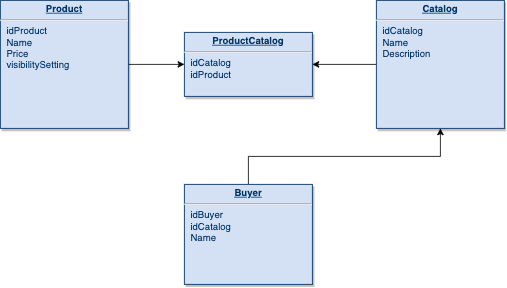 Product
idProduct
Name
Price
visibilitySetting
ProductCatalog
idCatalog
idProduct
Catalog
idCatalog
Name
Description
Buyer
idBuyer
idCatalog
Name